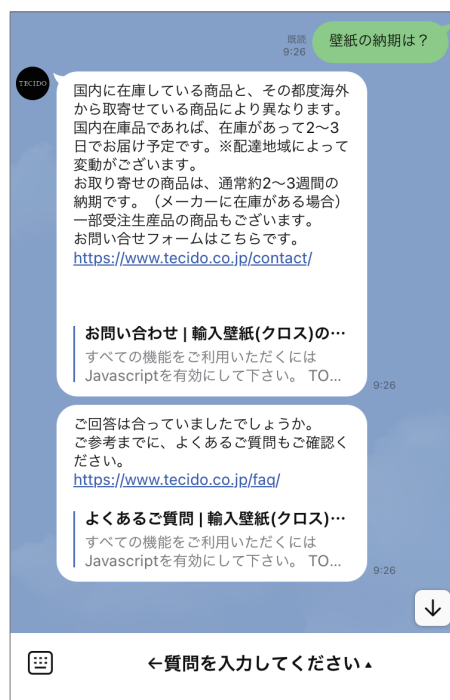 壁紙の納期は？
既読
9:26
TECIDO
国内に在庫している商品と、その都度海外
から取寄せている商品により異なります。
国内在庫品であれば、在庫があって2〜3
日でお届け予定です。※配達地域によって
変動がございます。
お取り寄せの商品は、通常約2〜3週間の
納期です。（メーカーに在庫がある場合）
一部受注生産品の商品もございます。
お問い合せフォームはこちらです。
https://www.tecido.co.jp/contact/
お問い合わせ | 輸入壁紙(クロス)の…
すべての機能をご利用いただくには
Javascriptを有効にして下さい。 TO...
9:26
ご回答は合っていましたでしょうか。
ご参考までに、よくあるご質問もご確認く
ださい。
https://www.tecido.co.jp/faq/
よくあるご質問 | 輸入壁紙(クロス)…
すべての機能をご利用いただくには
Javascriptを有効にして下さい。 TO...
9:26
←質問を入力してください▲